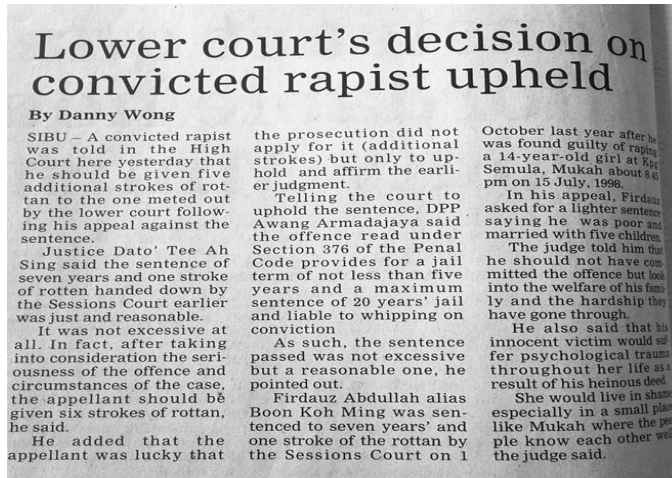 Lower court's decision on
convicted rapist upheld
By Danny Wong
SIBU – A convicted rapist
was told in the High
Court here yesterday that
he should be given five
additional strokes of rot-
tan to the one meted out
by the lower court follow-
ing his appeal against the
sentence.
Justice Dato' Tee Ah
Sing said the sentence of
seven years and one stroke
of rotten handed down by
the Sessions Court earlier
was just and reasonable.
It was not excessive at
all. In fact, after taking
into consideration the seri-
ousness of the offence and
circumstances of the case,
the appellant should be
given six strokes of rottan,
he said.
He added that the
appellant was lucky that
the prosecution did not
apply for it (additional
strokes) but only to up-
hold and affirm the earli-
er judgment.
Telling the court to
uphold the sentence, DPP
Awang Armadajaya said
the offence read under
Section 376 of the Penal
Code provides for a jail
term of not less than five
years and a maximum
sentence of 20 years' jail
and liable to whipping on
conviction
As such, the sentence
passed was not excessive
but a reasonable one, he
pointed out.
Firdauz Abdullah alias
Boon Koh Ming was sen-
tenced to seven years' and
one stroke of the rottan by
the Sessions Court on 1
October last year after he
was found guilty of raping
a 14-year-old girl at Kpg
Semula, Mukah about 8.45
pm on 15 July, 1998.
In his appeal, Firdauz
asked for a lighter sentence
saying he was poor and
married with five children.
The judge told him that
he should not have com-
mitted the offence but look
into the welfare of his fami-
ly and the hardship they
have gone through.
He also said that his
innocent victim would suf-
fer psychological trauma
throughout her life as a
result of his heinous deed.
She would live in shame
especially in a small place
like Mukah where the peo-
ple know each other well
the judge said.